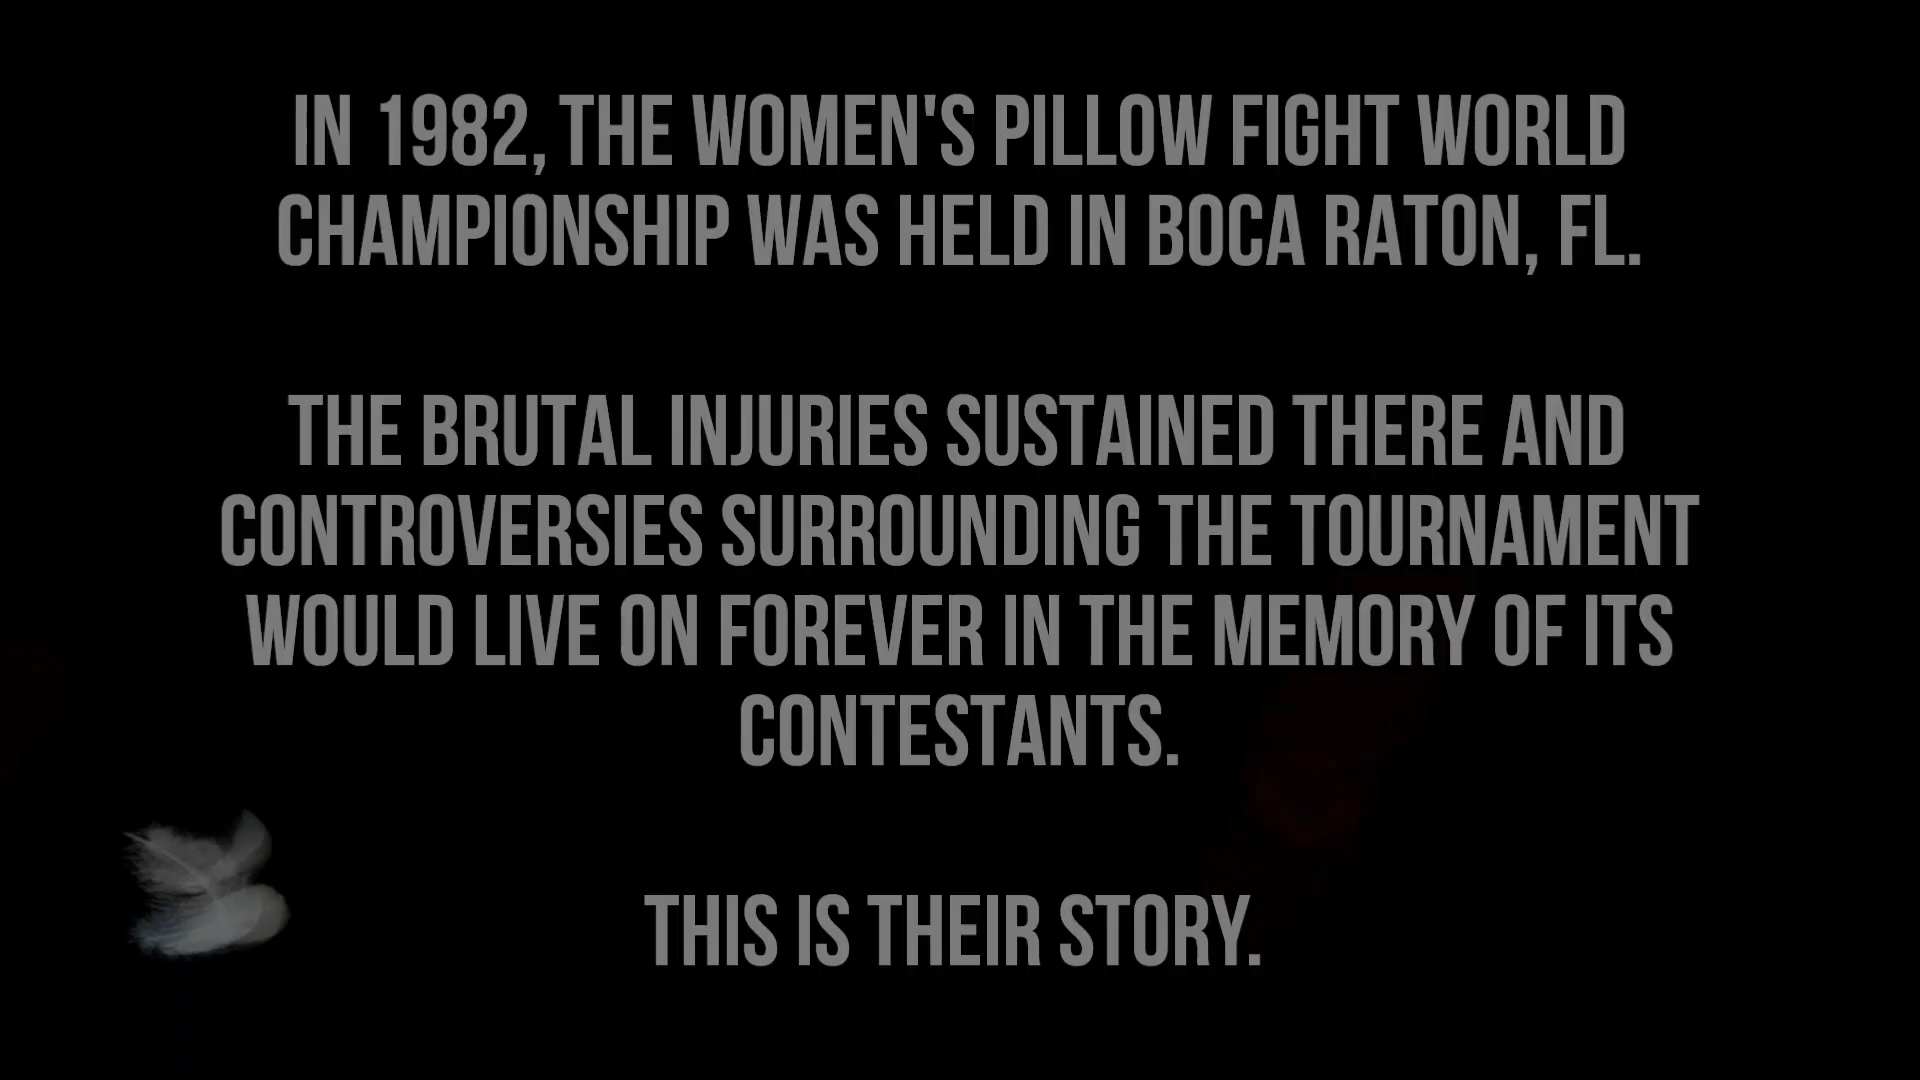 IN 1982, THE WOMEN'S PILLOW FIGHT WORLD
CHAMPIONSHIP WAS HELD IN BOCA RATON, FL.
THE BRUTAL INJURIES SUSTAINED THERE AND
CONTROVERSIES SURROUNDING THE TOURNAMENT
WOULD LIVE ON FOREVER IN THE MEMORY OF ITS
CONTESTANTS.
THIS IS THEIR STORY.